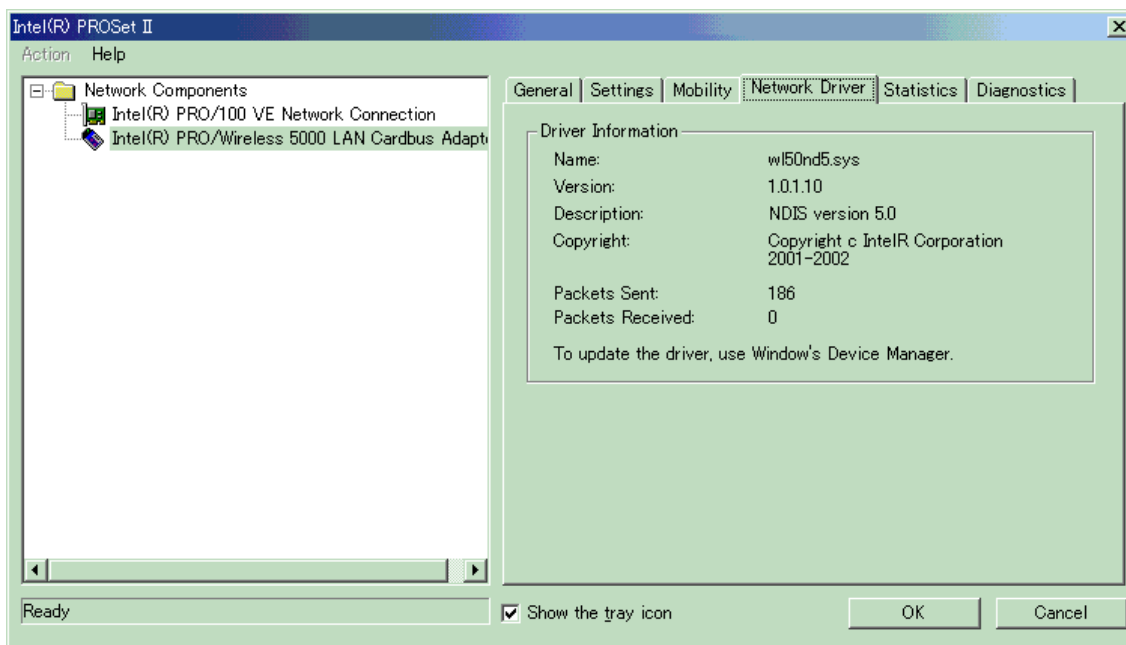 Intel(R) PROSet II
Action Help
Network Components
Intel(R) PRO/100 VE Network Connection
Intel(R) PRO/Wireless 5000 LAN Cardbus Adapt
General Settings Mobility Network Driver Statistics Diagnostics
Driver Information
Name: wl50nd5.sys
Version: 1.0.1.10
Description: NDIS version 5.0
Copyright: Copyright c IntelR Corporation
2001-2002
Packets Sent: 186
Packets Received: 0
To update the driver, use Window's Device Manager.
Ready
Show the tray icon
OK
Cancel